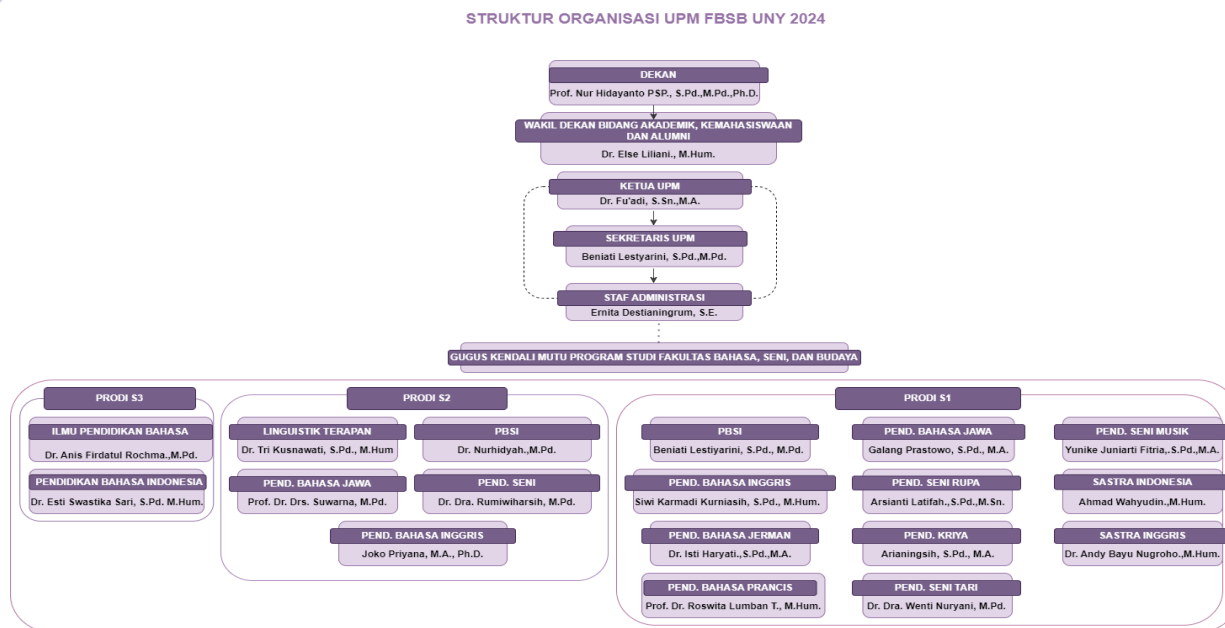 STRUKTUR ORGANISASI UPM FBSB UNY 2024
DEKAN
Prof. Nur Hidayanto PSP., S.Pd.,M.Pd.,Ph.D.
WAKIL DEKAN BIDANG AKADEMIK, KEMAHASISWAAN
DAN ALUMNI
Dr. Else Liliani., M.Hum.
KETUA UPM
Dr. Fu'adi, S.Sn.,M.A.
SEKRETARIS UPM
Beniati Lestyarini, S.Pd.,M.Pd.
STAF ADMINISTRASI
Ernita Destianingrum, S.E.
GUGUS KENDALI MUTU PROGRAM STUDI FAKULTAS BAHASA, SENI, DAN BUDAYA
PRODI S3
ILMU PENDIDIKAN BAHASA
Dr. Anis Firdatul Rochma.,M.Pd.
PENDIDIKAN BAHASA INDONESIA
Dr. Esti Swastika Sari, S.Pd. M.Hum.
PRODI S2
LINGUISTIK TERAPAN
Dr. Tri Kusnawati, S.Pd., M.Hum
PBSI
Dr. Nurhidyah.,M.Pd.
PEND. BAHASA JAWA
Prof. Dr. Drs. Suwarna, M.Pd.
PEND. SENI
Dr. Dra. Rumiwiharsih, M.Pd.
PEND. BAHASA INGGRIS
Joko Priyana, M.A., Ph.D.
PRODI S1
PBSI
Beniati Lestiyarini, S.Pd., M.Pd.
PEND. BAHASA JAWA
Galang Prastowo, S.Pd., M.A.
PEND. SENI MUSIK
Yunike Juniarti Fitria,.S.Pd.,M.A.
PEND. BAHASA INGGRIS
Siwi Karmadi Kurniasih, S.Pd., M.Hum.
PEND. SENI RUPA
Arsianti Latifah.,S.Pd.,M.Sn.
SASTRA INDONESIA
Ahmad Wahyudin.,M.Hum.
PEND. BAHASA JERMAN
Dr. Isti Haryati.,S.Pd.,M.A.
PEND. KRIYA
Arianingsih, S.Pd., M.A.
SASTRA INGGRIS
Dr. Andy Bayu Nugroho.,M.Hum.
PEND. BAHASA PRANCIS
Prof. Dr. Roswita Lumban T., M.Hum.
PEND. SENI TARI
Dr. Dra. Wenti Nuryani, M.Pd.